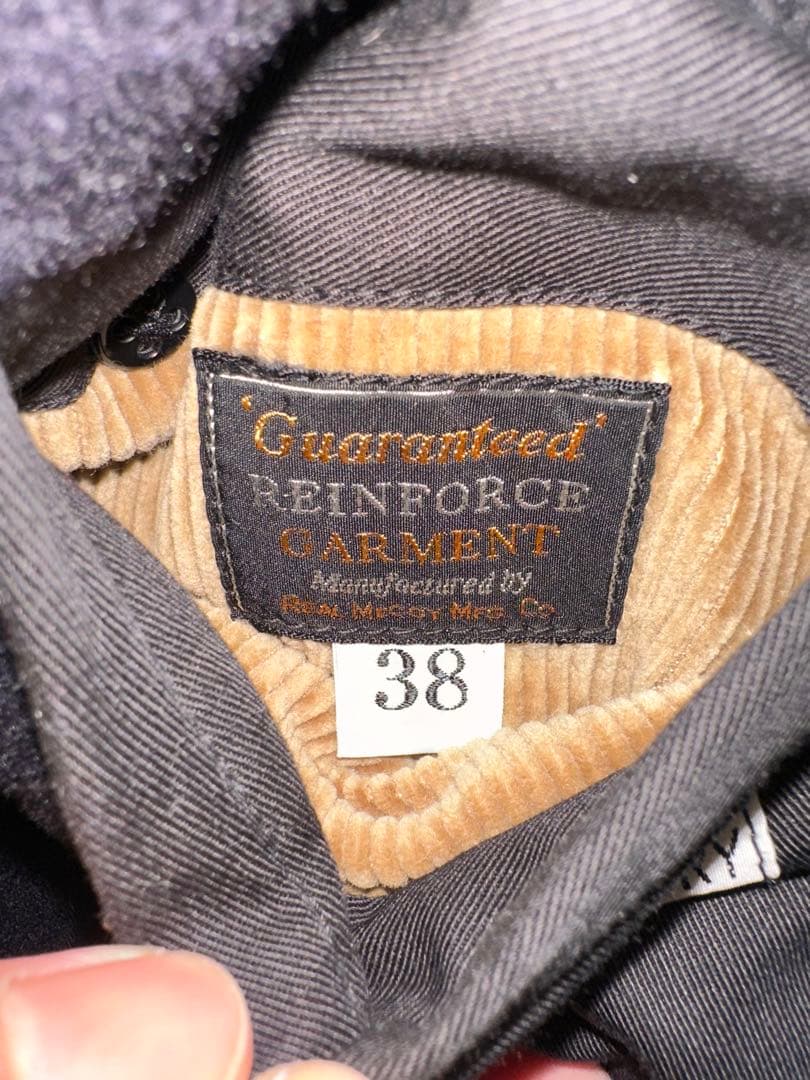 'Guaranteed'
REINFORCE
GARMENT
Manufactured by
REAL McCOY MFG. Co
38